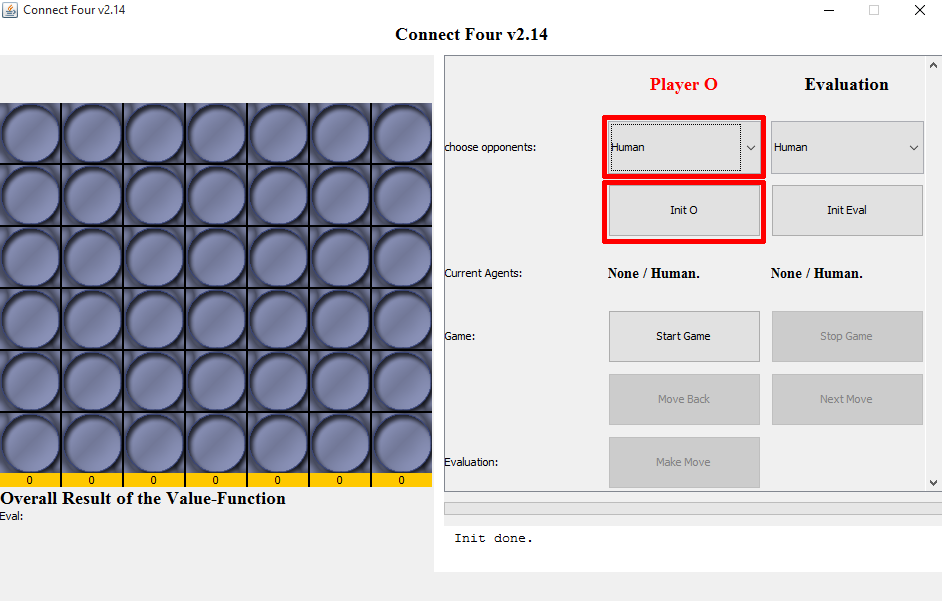 Connect Four v2.14
Connect Four v2.14
Player O Evaluation
choose opponents: Human Human
Init O Init Eval
Current Agents: None / Human. None / Human.
Game: Start Game Stop Game
Move Back Next Move
Evaluation: Make Move
0 0 0 0 0 0 0
Overall Result of the Value-Function
Eval:
Init done.